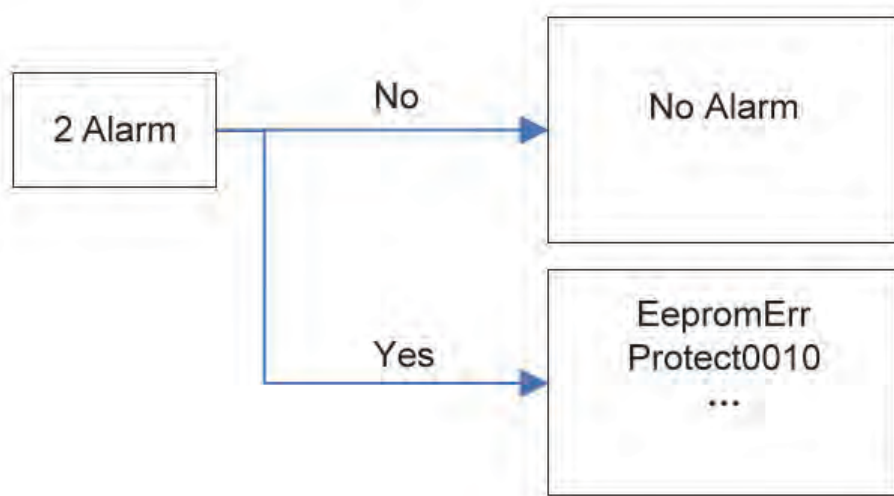 2 Alarm
No
No Alarm
Yes
EepromErr
Protect0010
...